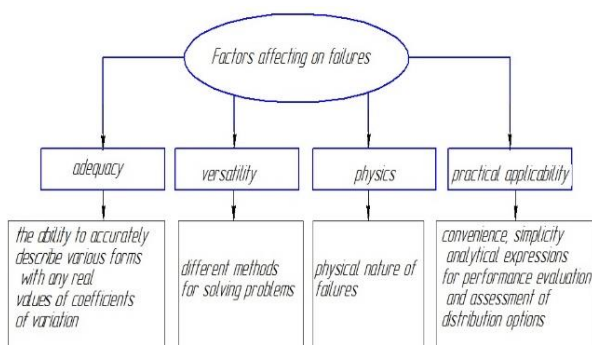 Factors affecting on failures
adequacy
versatility
physics
practical applicability
the ability to accurately
describe various forms
with any real
values of coefficients
of variation
different methods
for solving problems
physical nature of
failures
convenience, simplicity
analytical expressions
for performance evaluation
and assessment of
distribution options